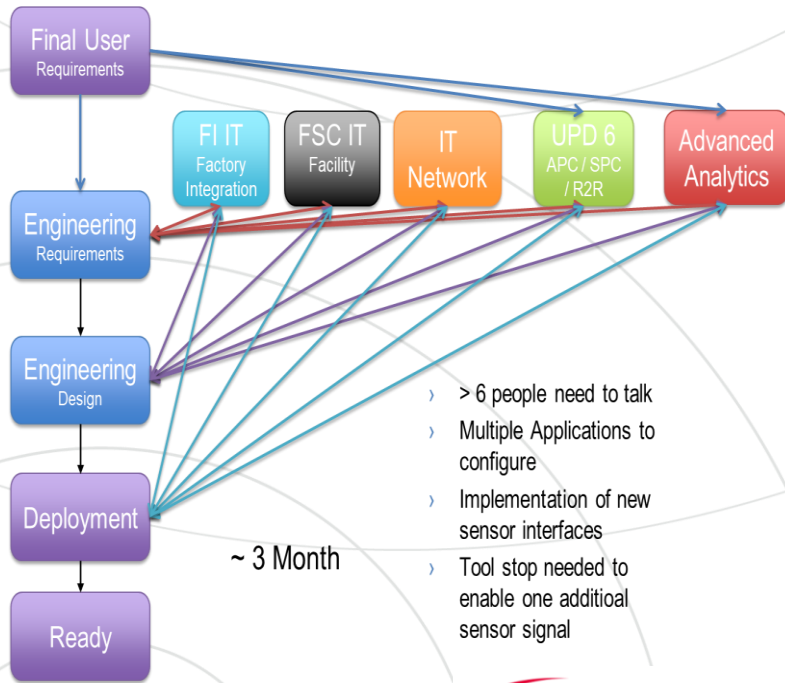 Final User
Requirements
FI IT
Factory
Integration
FSC IT
Facility
IT
Network
UPD 6
APC / SPC
/ R2R
Advanced
Analytics
Engineering
Requirements
Engineering
Design
Deployment
Ready
~ 3 Month
› > 6 people need to talk
› Multiple Applications to
configure
› Implementation of new
sensor interfaces
› Tool stop needed to
enable one additioal
sensor signal